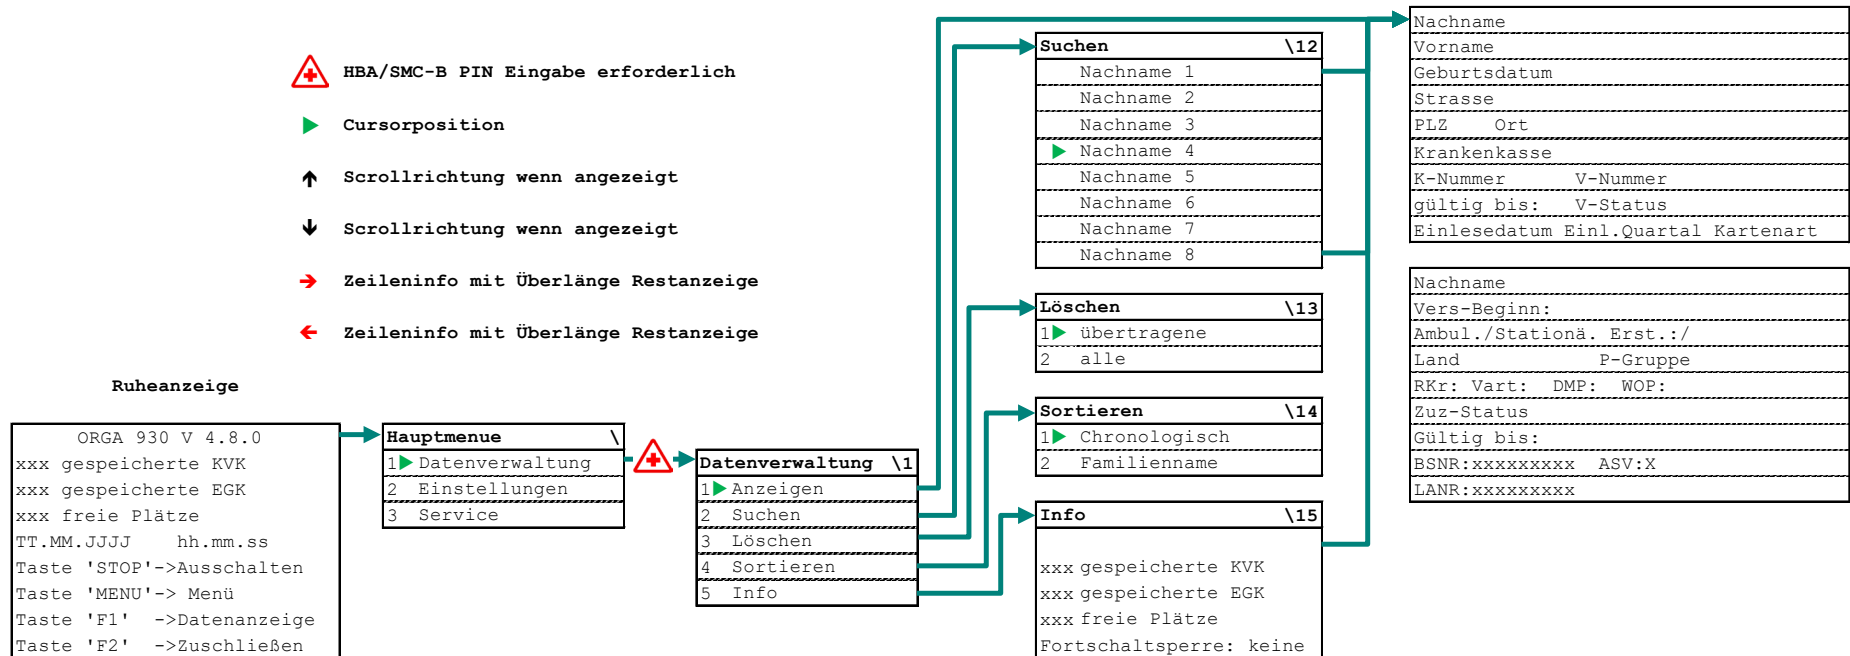 HBA/SMC-B PIN Eingabe erforderlich
Cursorposition
Scrollrichtung wenn angezeigt
Scrollrichtung wenn angezeigt
Zeileninfo mit Überlänge Restanzeige
Zeileninfo mit Überlänge Restanzeige
Ruheanzeige
ORGA 930 V 4.8.0
xxx gespeicherte KVK
xxx gespeicherte EGK
xxx freie Plätze
TT.MM.JJJJ hh.mm.ss
Taste 'STOP'->Ausschalten
Taste 'MENU'-> Menü
Taste 'F1' ->Datenanzeige
Taste 'F2' ->Zuschließen
Hauptmenue \
1 Datenverwaltung
2 Einstellungen
3 Service
Datenverwaltung \1
1 Anzeigen
2 Suchen
3 Löschen
4 Sortieren
5 Info
Suchen \12
Nachname 1
Nachname 2
Nachname 3
Nachname 4
Nachname 5
Nachname 6
Nachname 7
Nachname 8
Löschen \13
1 übertragene
2 alle
Sortieren \14
1 Chronologisch
2 Familienname
Info \15
xxx gespeicherte KVK
xxx gespeicherte EGK
xxx freie Plätze
Fortschaltsperre: keine
Nachname
Vorname
Geburtsdatum
Strasse
PLZ Ort
Krankenkasse
K-Nummer V-Nummer
gültig bis: V-Status
Einlesedatum Einl.Quartal Kartenart
Nachname
Vers-Beginn:
Ambul./Stationä. Erst.:/
Land P-Gruppe
RKr: Vart: DMP: WOP:
Zuz-Status
Gültig bis:
BSNR:xxxxxxxxx ASV:X
LANR:xxxxxxxxx